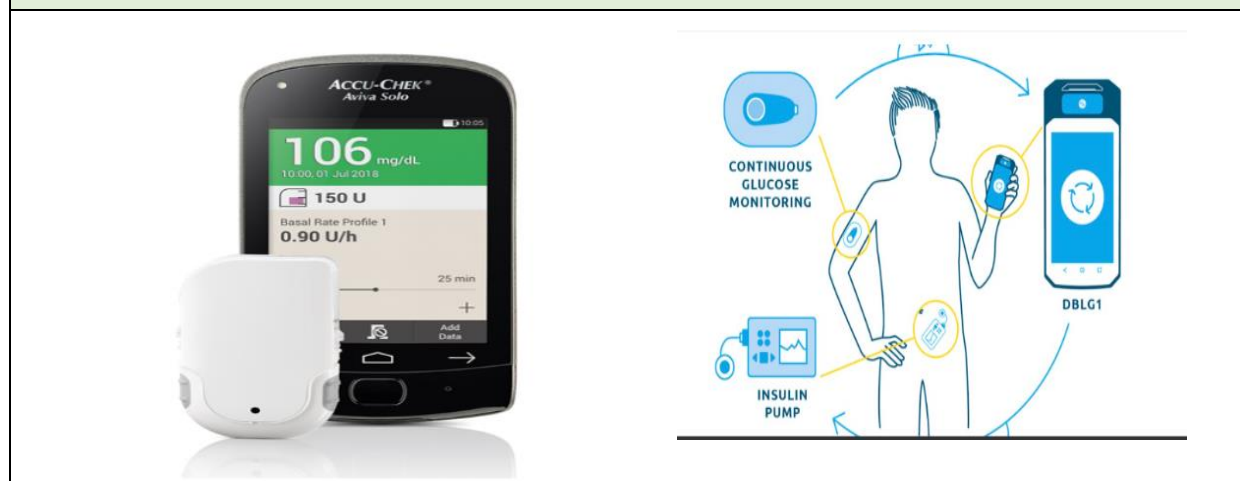 ACCU-CHEK®
Aviva Solo
10:05
106 mg/dL
10:00, 01 Jul 2018
150 U
Basal Rate Profile 1
0.90 U/h
25 min
Add
Data
CONTINUOUS
GLUCOSE
MONITORING
DBLG1
INSULIN
PUMP